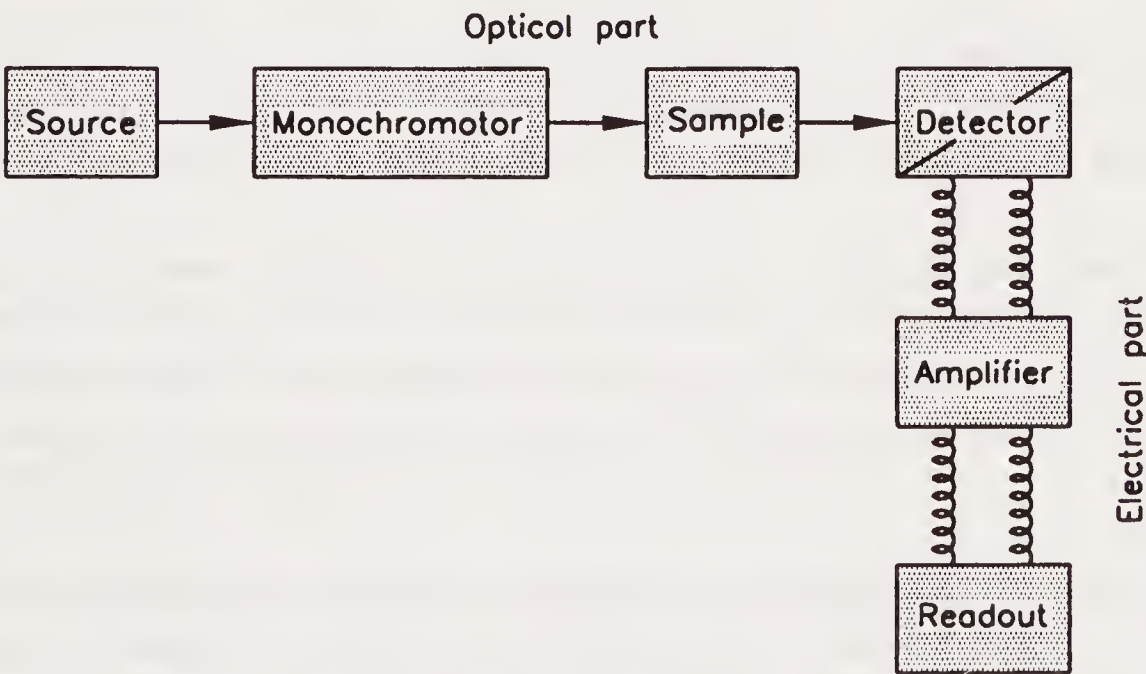 Opticol part
Source
Monochromotor
Sample
Detector
Amplifier
Electrical part
Readout